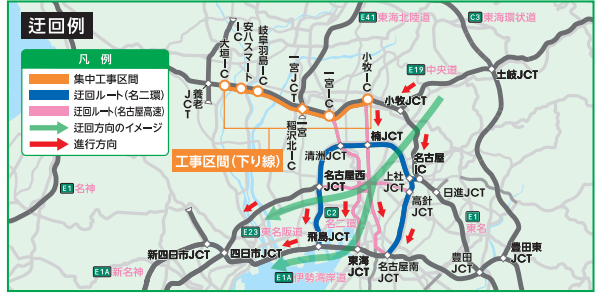 迂回例
凡 例
集中工事区間
迂回ルート(名二環)
迂回ルート(名古屋高速)
迂回方向のイメージ
進行方向
E41 東海北陸道
C3 東海環状道
E19 中央道
土岐JCT
養老JCT
大垣IC
安八スマートIC
岐阜羽島IC
一宮JCT
一宮稲沢北IC
一宮IC
小牧IC
小牧JCT
工事区間(下り線)
清洲JCT
楠JCT
名古屋IC
名古屋西JCT
上社JCT
高針JCT
日進JCT
C2 名二環
E1 名神
E1 東名
E23 東名阪道
飛島JCT
新四日市JCT
四日市JCT
東海JCT
名古屋南JCT
豊田JCT
豊田東JCT
E1A 新名神
E1A 伊勢湾岸道